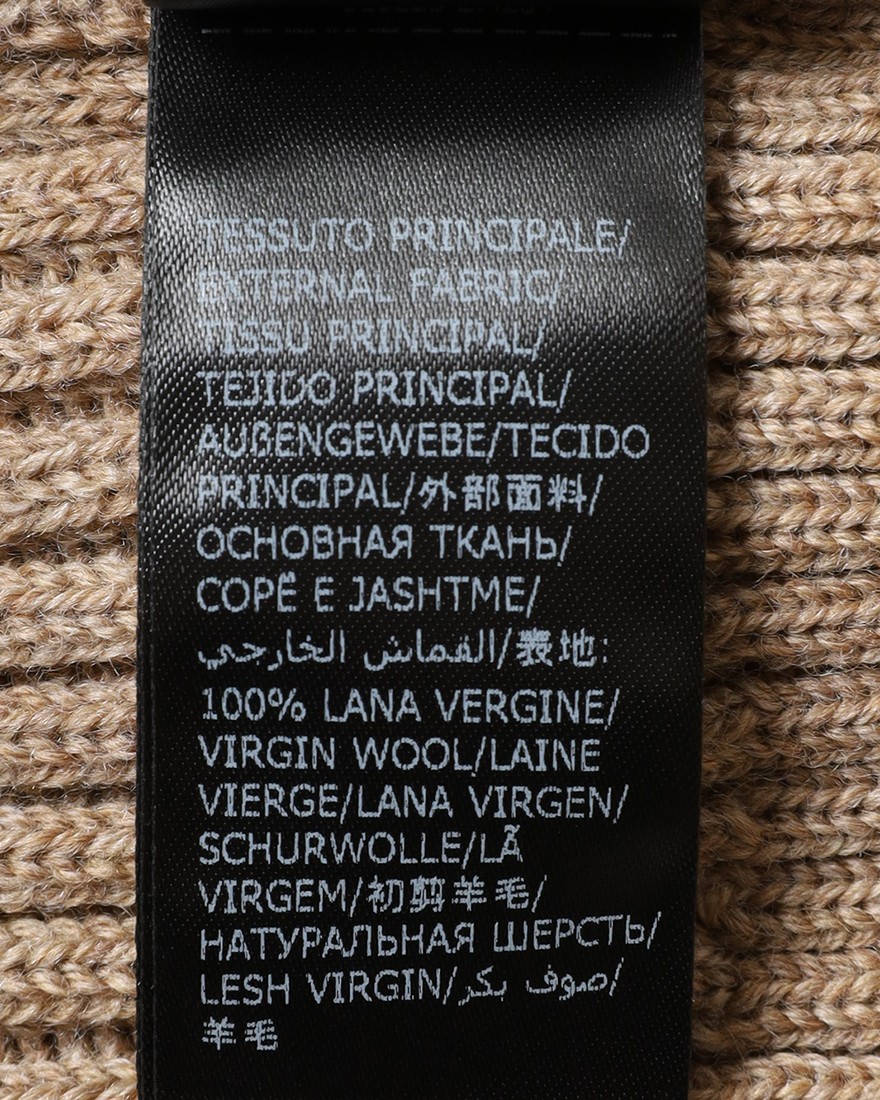 TESSUTO PRINCIPALE/
EXTERNAL FABRIC/
TISSU PRINCIPAL/
TEJIDO PRINCIPAL/
AUßENGEWEBE/TECIDO
PRINCIPAL/外部面料/
ОСНОВНАЯ ТКАНЬ/
COPË E JASHTME/
القماش الخارجي/表地:
100% LANA VERGINE/
VIRGIN WOOL/LAINE
VIERGE/LANA VIRGEN/
SCHURWOLLE/LÃ
VIRGEM/初剪羊毛/
НАТУРАЛЬНАЯ ШЕРСТЬ/
LESH VIRGIN/صوف بكر/
羊毛